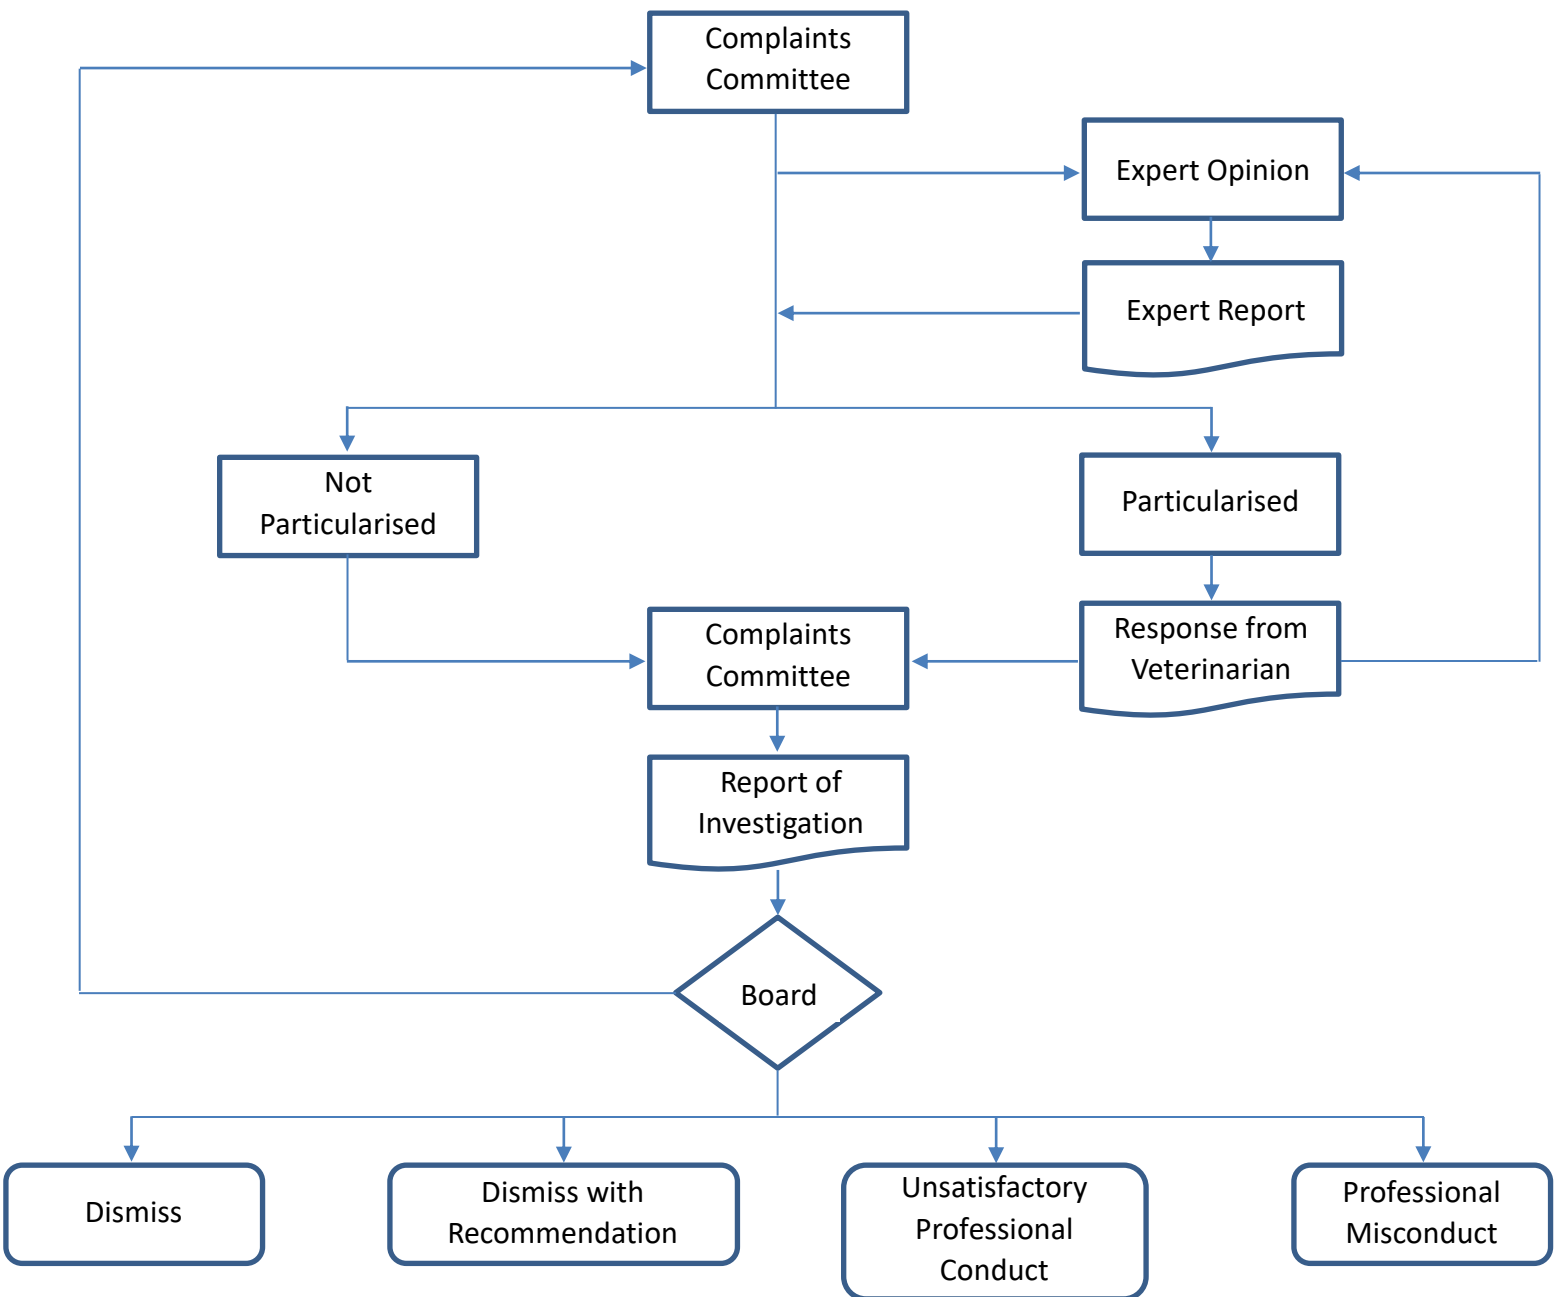 Complaints
Committee
Expert Opinion
Expert Report
Not
Particularised
Particularised
Complaints
Committee
Response from
Veterinarian
Report of
Investigation
Board
Dismiss
Dismiss with
Recommendation
Unsatisfactory
Professional
Conduct
Professional
Misconduct